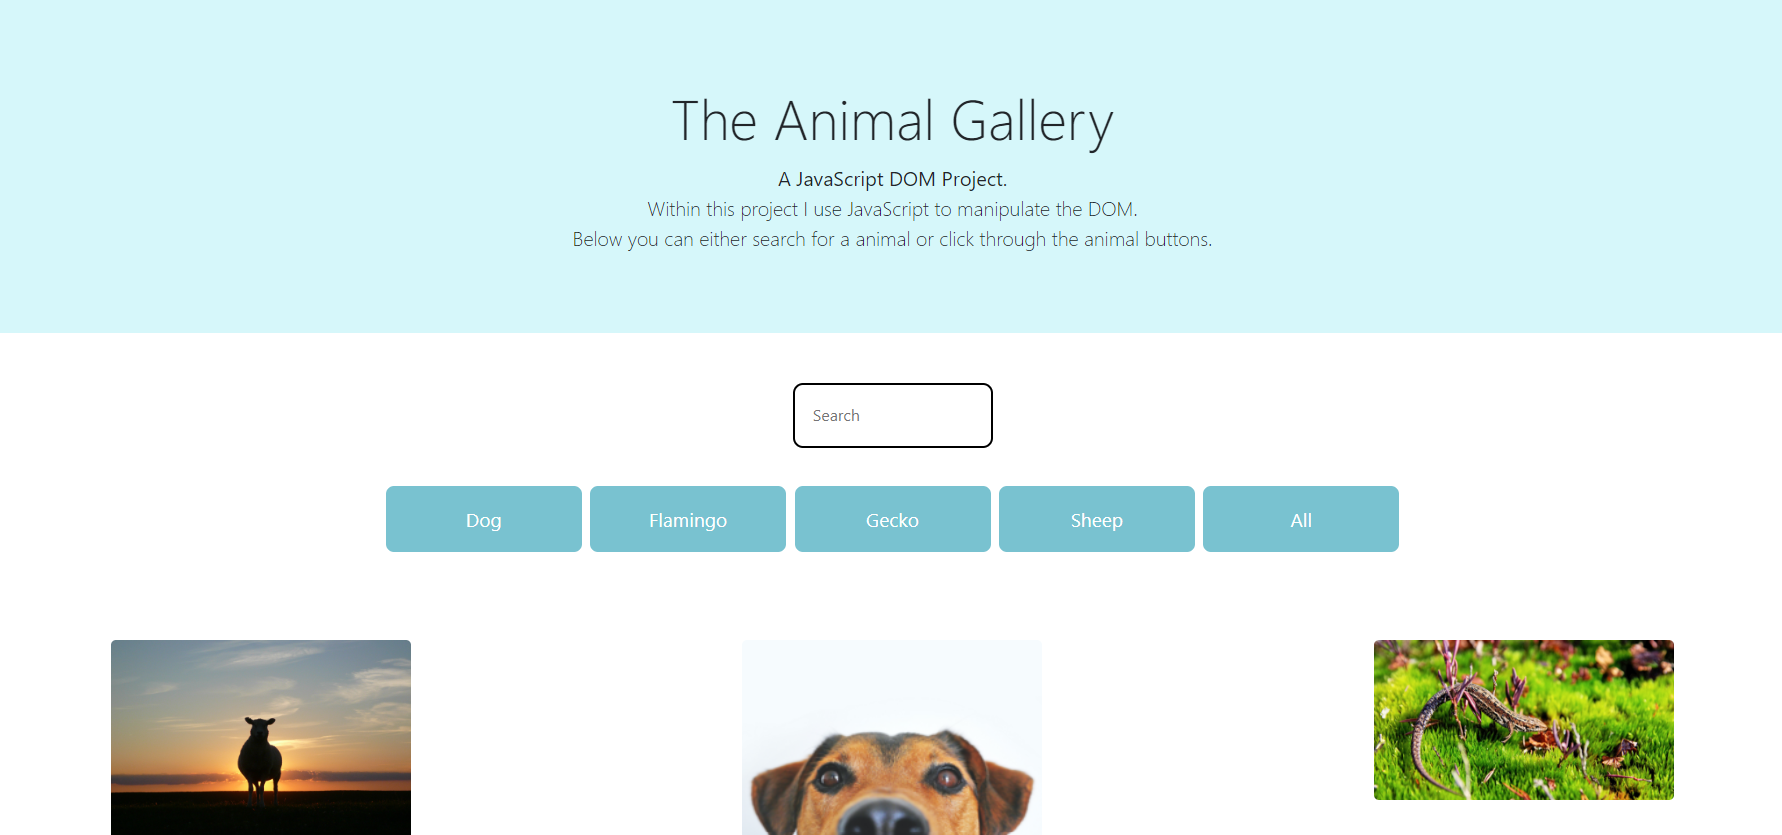 The Animal Gallery
A JavaScript DOM Project.
Within this project I use JavaScript to manipulate the DOM.
Below you can either search for a animal or click through the animal buttons.
Search
Dog
Flamingo
Gecko
Sheep
All